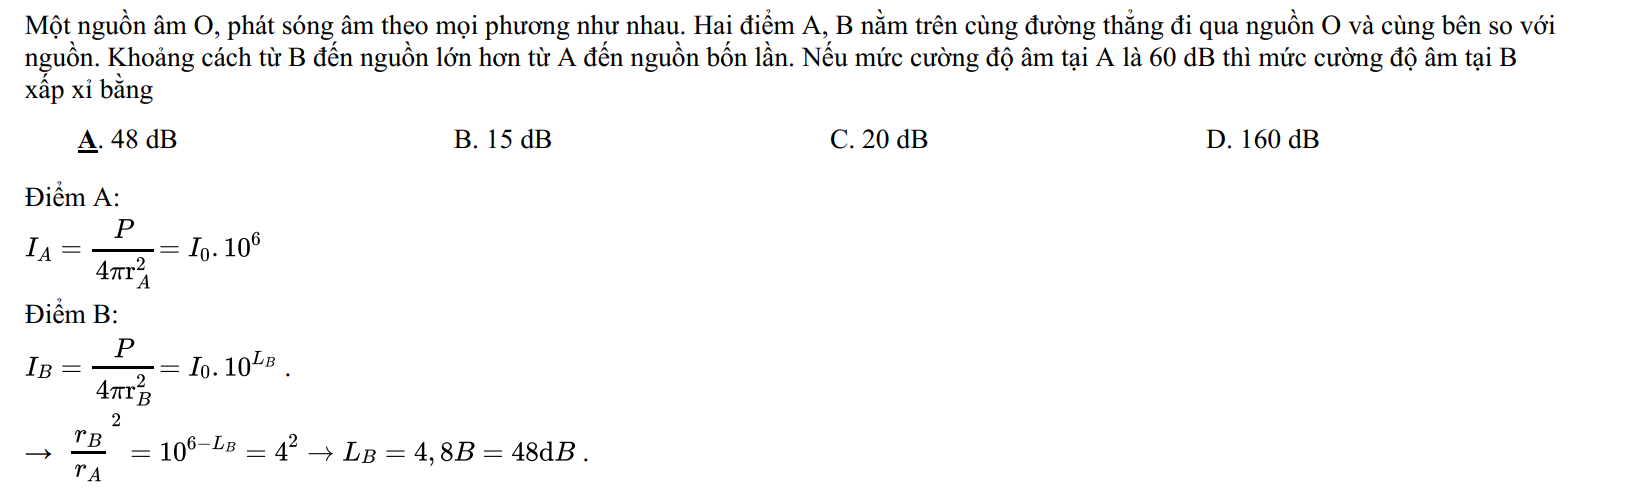 Một nguồn âm O, phát sóng âm theo mọi phương như nhau. Hai điểm A, B nằm trên cùng đường thẳng đi qua nguồn O và cùng bên so với
nguồn. Khoảng cách từ B đến nguồn lớn hơn từ A đến nguồn bốn lần. Nếu mức cường độ âm tại A là 60 dB thì mức cường độ âm tại B
xấp xỉ bằng
A. 48 dB B. 15 dB C. 20 dB D. 160 dB
Điểm A:
$I_A = \frac{P}{4\pi r_A^2} = I_0.10^6$
Điểm B:
$I_B = \frac{P}{4\pi r_B^2} = I_0.10^{L_B}$ .
$\rightarrow \frac{r_B}{r_A}^2 = 10^{6-L_B} = 4^2 \rightarrow L_B = 4,8B = 48dB$ .